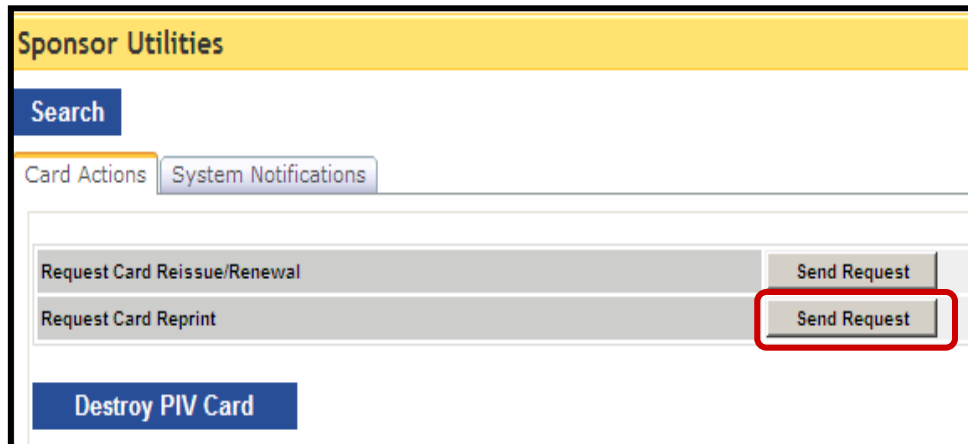 Sponsor Utilities
Search
Card Actions System Notifications
Request Card Reissue/Renewal Send Request
Request Card Reprint Send Request
Destroy PIV Card